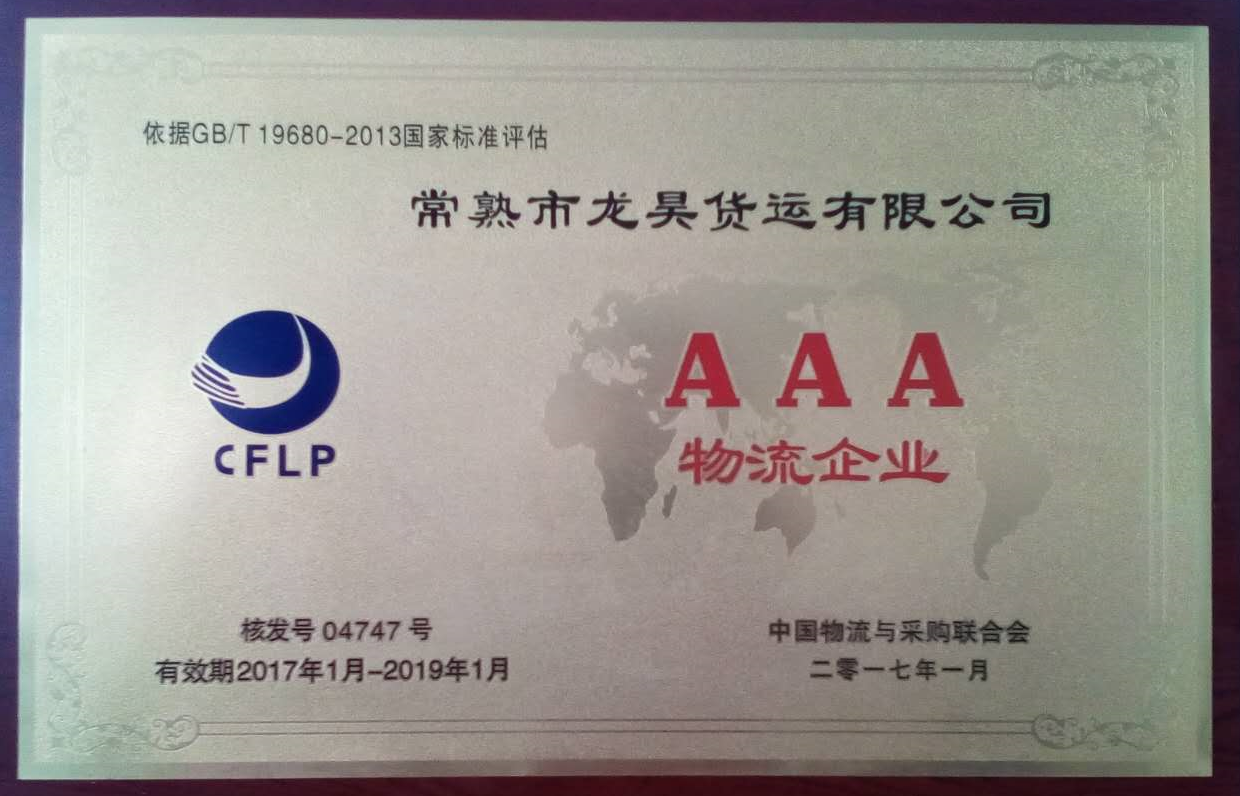 依据GB/T 19680-2013国家标准评估
常熟市龙昊货运有限公司
AAA
物流企业
CFLP
核发号 04747 号
有效期2017年1月-2019年1月
中国物流与采购联合会
二零一七年一月